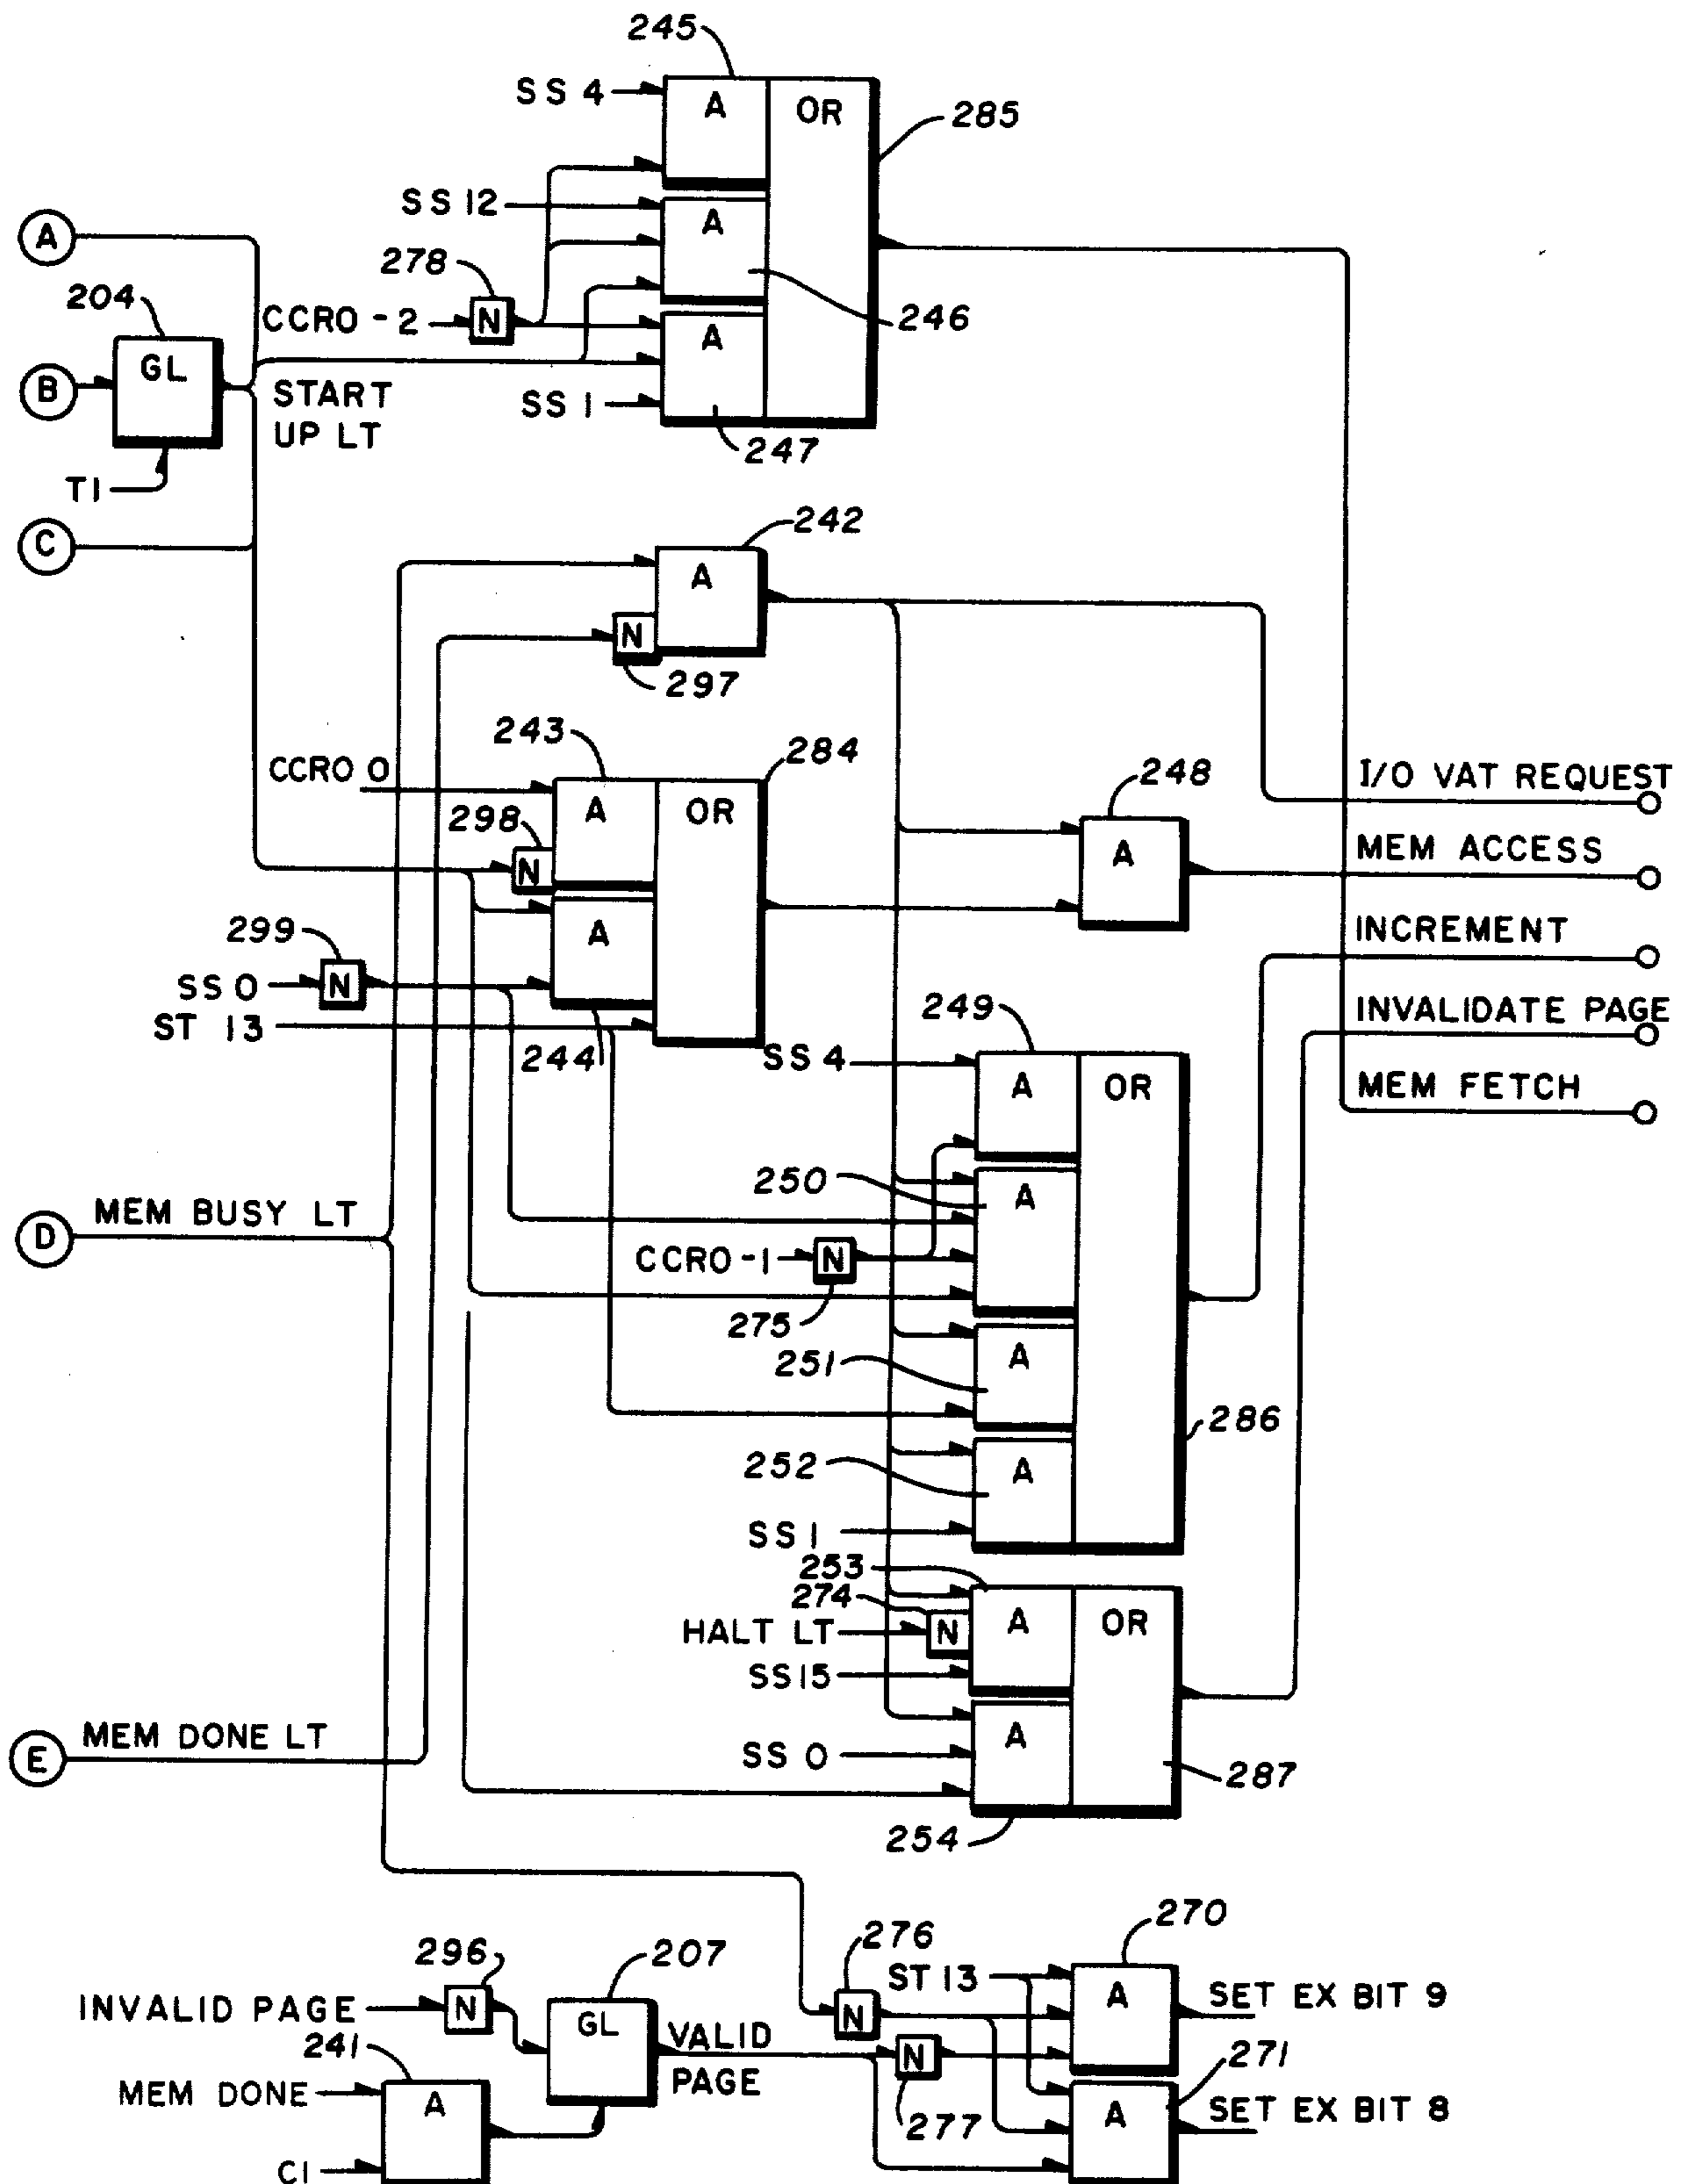 245
SS 4
A
OR
285
SS 12
A
A
278
204
CCRO -2
N
246
A
GL
B
START
UP LT
SS 1
247
T1
C
242
A
N
297
243
284
CCRO 0
A
OR
248
I/O VAT REQUEST
298
N
A
MEM ACCESS
299
A
INCREMENT
SS 0
N
249
INVALIDATE PAGE
ST 13
244
SS 4
A
OR
MEM FETCH
250
A
MEM BUSY LT
D
CCRO -1
N
275
A
251
286
252
A
SS 1
253
274
HALT LT
N
A
OR
SS 15
MEM DONE LT
E
SS 0
A
287
254
270
296
207
276
ST 13
INVALID PAGE
N
N
A
SET EX BIT 9
GL
VALID
PAGE
241
N
271
MEM DONE
A
A
SET EX BIT 8
277
C1